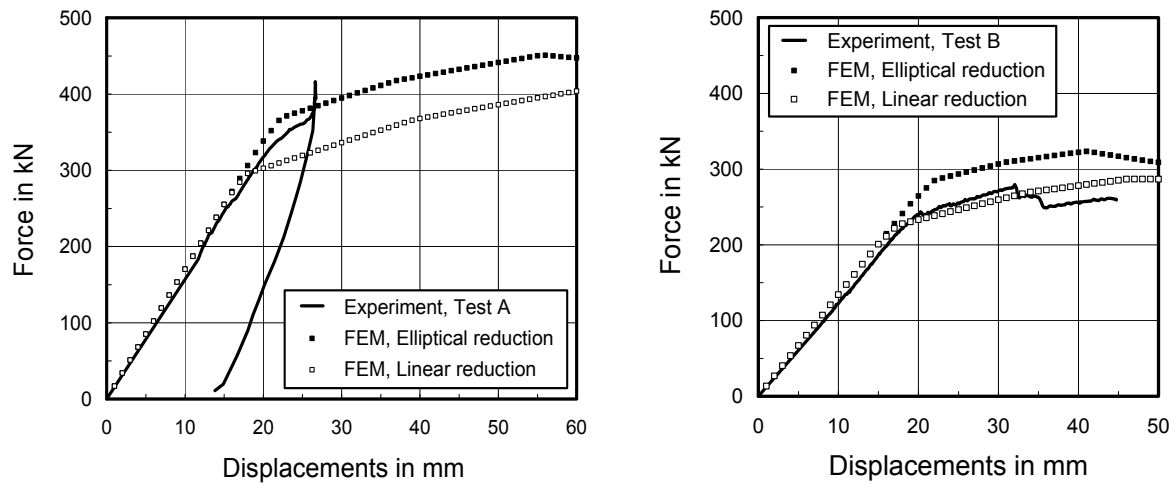 500
400
300
200
100
0
Force in kN
Experiment, Test A
FEM, Elliptical reduction
FEM, Linear reduction
0 10 20 30 40 50 60
Displacements in mm
500
400
300
200
100
0
Force in kN
Experiment, Test B
FEM, Elliptical reduction
FEM, Linear reduction
0 10 20 30 40 50
Displacements in mm